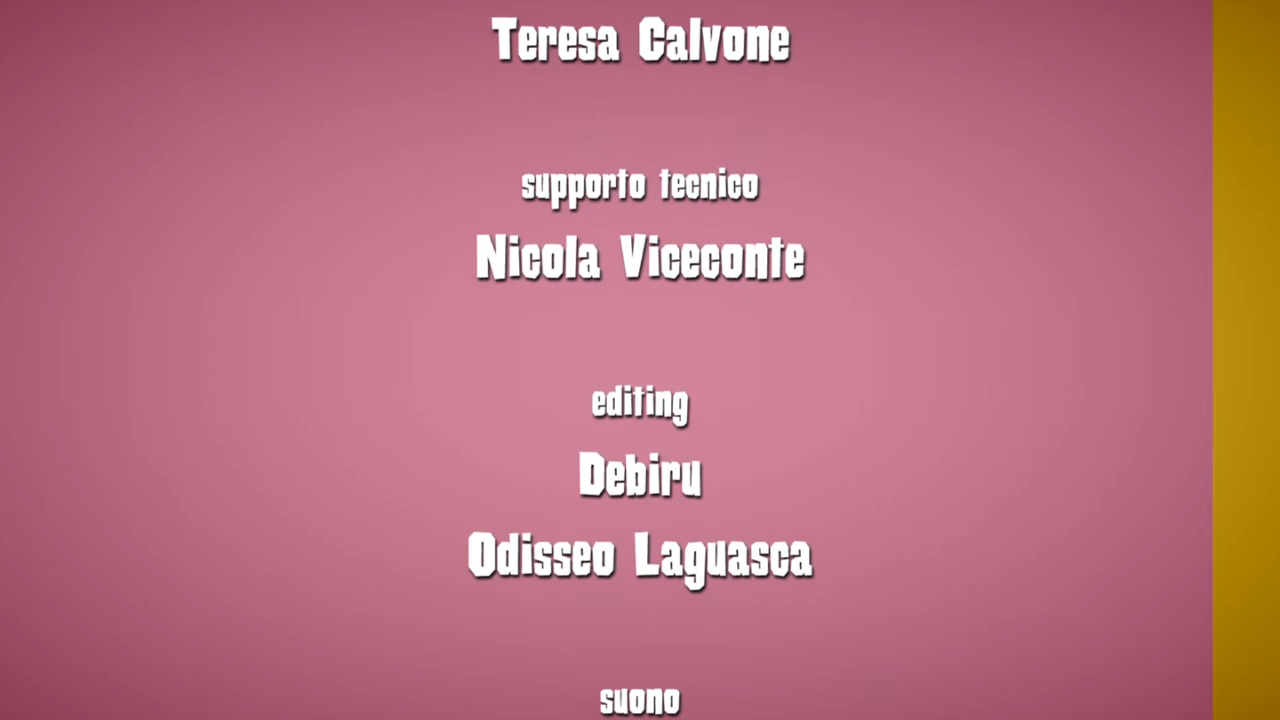 Teresa Calvone
supporto tecnico
Nicola Viceconte
editing
Debiru
Odisseo Laguasca
suono